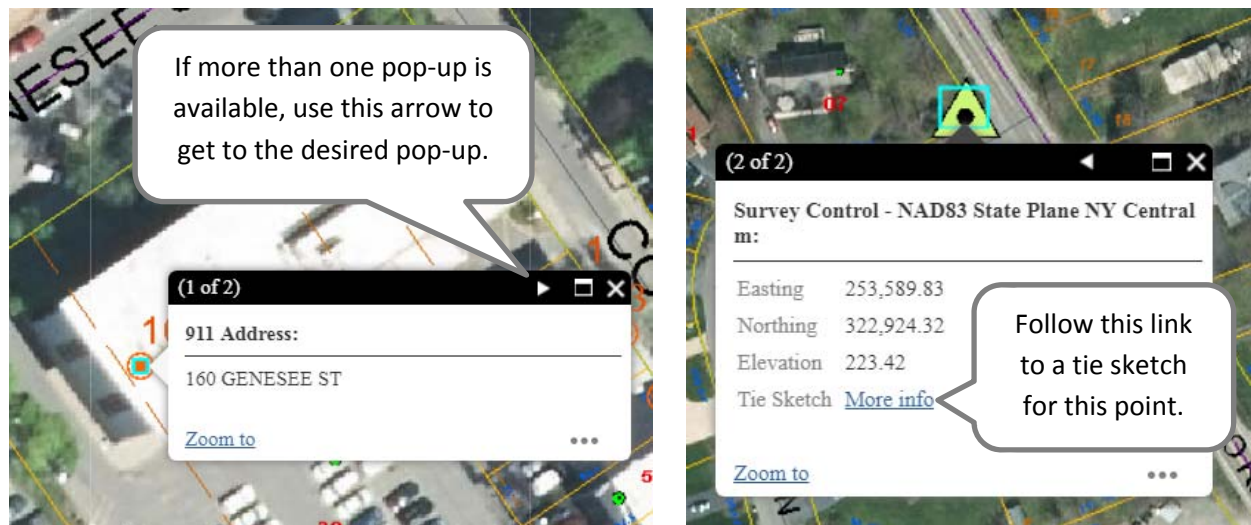 NESEE
If more than one pop-up is
available, use this arrow to
get to the desired pop-up.
(1 of 2)
911 Address:
160 GENESEE ST
Zoom to
5
07
(2 of 2)
Survey Control - NAD83 State Plane NY Central
m:
Easting 253,589.83
Northing 322,924.32
Elevation 223.42
Tie Sketch More info
Follow this link
to a tie sketch
for this point.
Zoom to